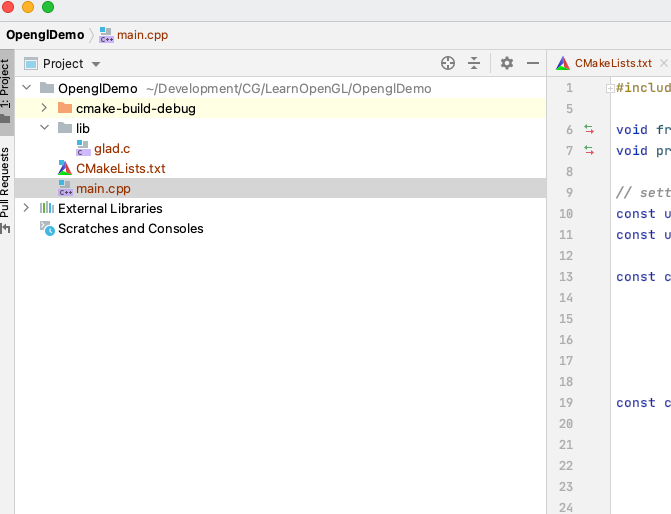 OpenglDemo main.cpp
1: Project
Pull Requests
Project
OpenglDemo ~/Development/CG/LearnOpenGL/OpenglDemo
cmake-build-debug
lib
glad.c
CMakeLists.txt
main.cpp
External Libraries
Scratches and Consoles
CMakeLists.txt
1 #includ
5
6 void fr
7 void pr
8
9 // sett
10 const u
11 const u
12
13 const c
14
15
16
17
18
19 const c
20
21
22
23
24